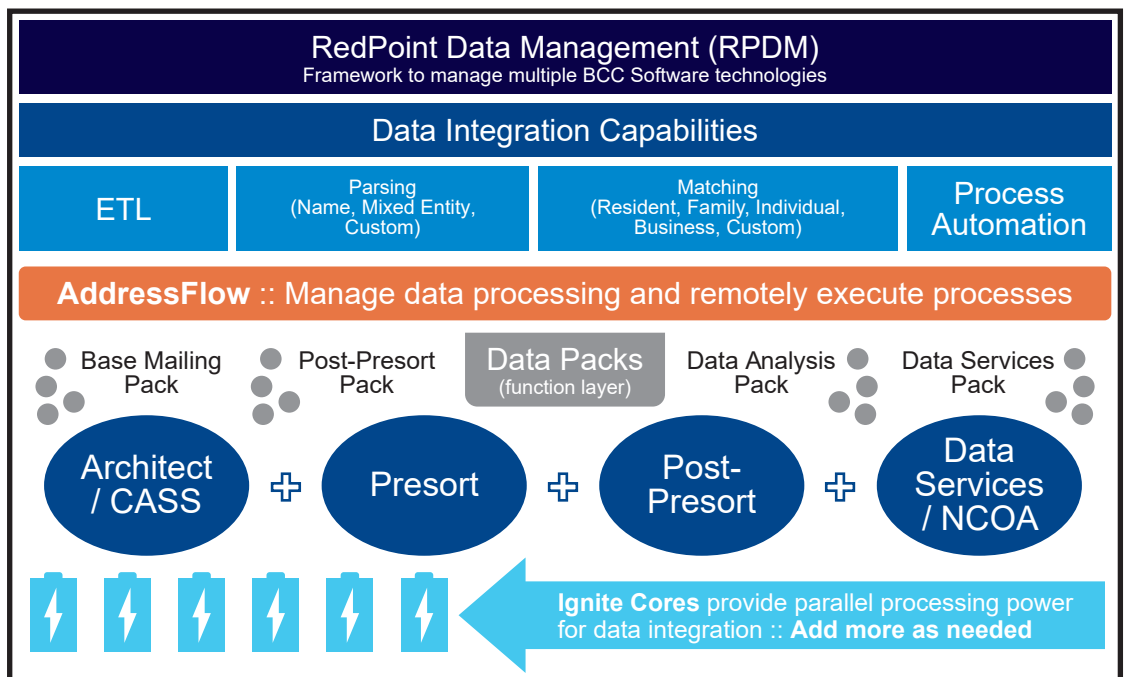 RedPoint Data Management (RPDM)
Framework to manage multiple BCC Software technologies
Data Integration Capabilities
ETL
Parsing
(Name, Mixed Entity,
Custom)
Matching
(Resident, Family, Individual,
Business, Custom)
Process
Automation
AddressFlow :: Manage data processing and remotely execute processes
Base Mailing
Pack
Post-Presort
Pack
Data Packs
(function layer)
Data Analysis
Pack
Data Services
Pack
Architect
/ CASS
Presort
Post-
Presort
Data
Services
/ NCOA
Ignite Cores provide parallel processing power
for data integration :: Add more as needed